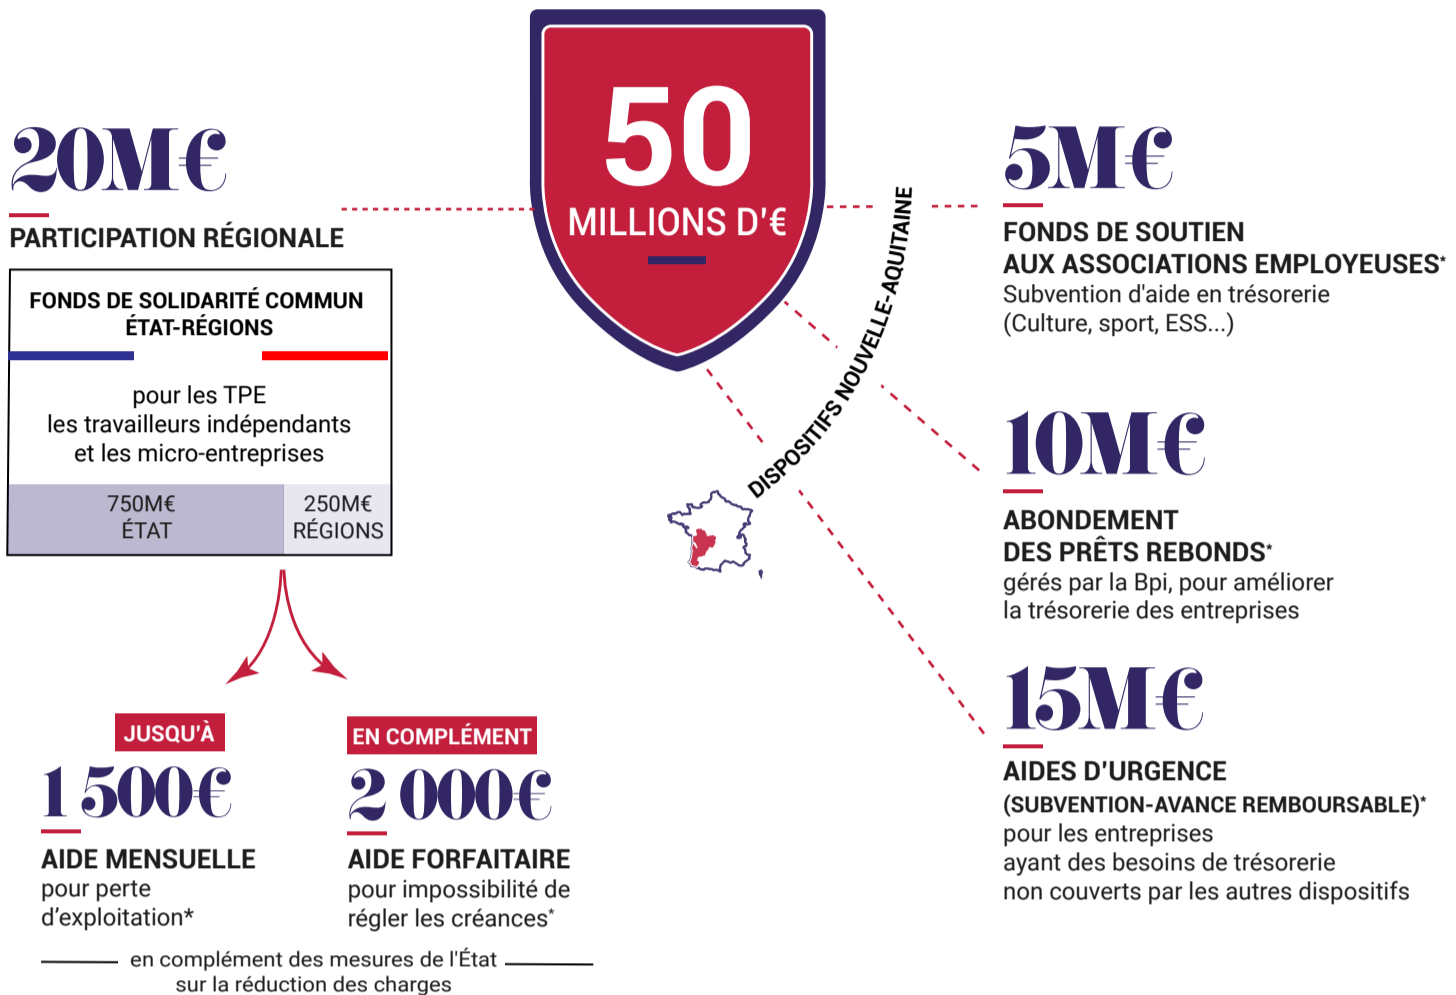 50
MILLIONS D'€
20M€
PARTICIPATION RÉGIONALE
FONDS DE SOLIDARITÉ COMMUN
ÉTAT-RÉGIONS
pour les TPE
les travailleurs indépendants
et les micro-entreprises
750M€
ÉTAT
250M€
RÉGIONS
JUSQU'À
1 500€
AIDE MENSUELLE
pour perte
d'exploitation*
EN COMPLÉMENT
2 000€
AIDE FORFAITAIRE
pour impossibilité de
régler les créances*
en complément des mesures de l'État
sur la réduction des charges
DISPOSITIFS NOUVELLE-AQUITAINE
5M€
FONDS DE SOUTIEN
AUX ASSOCIATIONS EMPLOYEUSES*
Subvention d'aide en trésorerie
(Culture, sport, ESS...)
10M€
ABONDEMENT
DES PRÊTS REBONDS*
gérés par la Bpi, pour améliorer
la trésorerie des entreprises
15M€
AIDES D'URGENCE
(SUBVENTION-AVANCE REMBOURSABLE)*
pour les entreprises
ayant des besoins de trésorerie
non couverts par les autres dispositifs